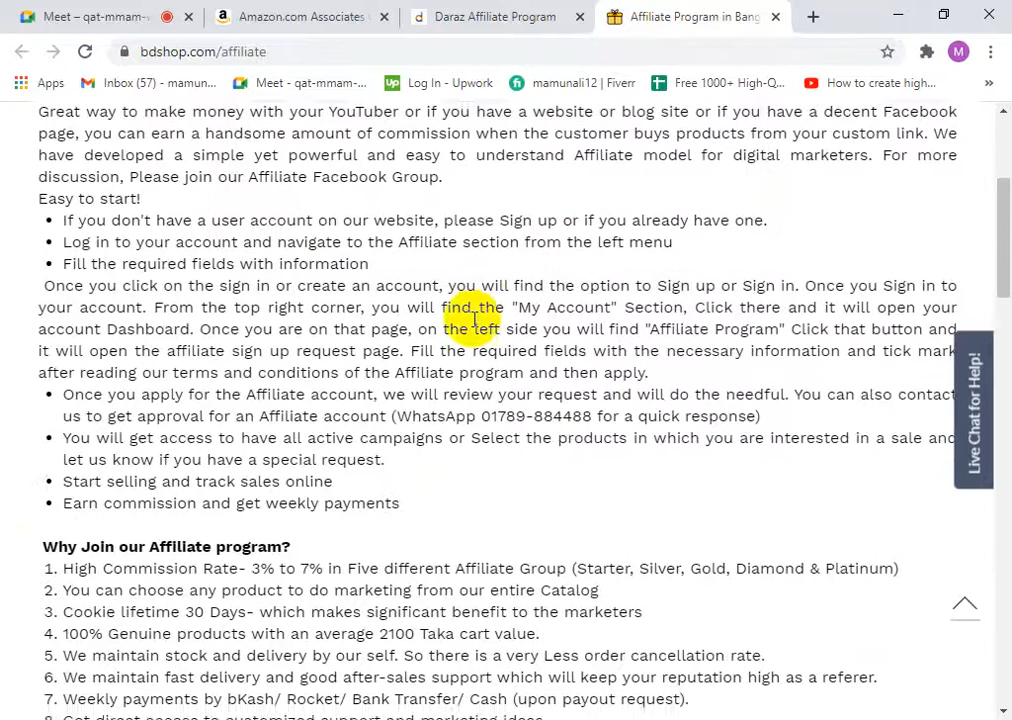 Meet – qat-mmam-
Amazon.com Associates
Daraz Affiliate Program
Affiliate Program in Bang
bdshop.com/affiliate
M
Apps
Inbox (57) - mamun...
Meet - qat-mmam-...
Up
Log In - Upwork
fi
mamunali12 | Fiverr
Free 1000+ High-Q...
How to create high...
»
Great way to make money with your YouTuber or if you have a website or blog site or if you have a decent Facebook
page, you can earn a handsome amount of commission when the customer buys products from your custom link. We
have developed a simple yet powerful and easy to understand Affiliate model for digital marketers. For more
discussion, Please join our Affiliate Facebook Group.
Easy to start!
• If you don't have a user account on our website, please Sign up or if you already have one.
• Log in to your account and navigate to the Affiliate section from the left menu
• Fill the required fields with information
Once you click on the sign in or create an account, you will find the option to Sign up or Sign in. Once you Sign in to
your account. From the top right corner, you will find the "My Account" Section, Click there and it will open your
account Dashboard. Once you are on that page, on the left side you will find "Affiliate Program" Click that button and
it will open the affiliate sign up request page. Fill the required fields with the necessary information and tick mark
after reading our terms and conditions of the Affiliate program and then apply.
• Once you apply for the Affiliate account, we will review your request and will do the needful. You can also contact
us to get approval for an Affiliate account (WhatsApp 01789-884488 for a quick response)
• You will get access to have all active campaigns or Select the products in which you are interested in a sale and
let us know if you have a special request.
• Start selling and track sales online
• Earn commission and get weekly payments
Live Chat for Help!
Why Join our Affiliate program?
1. High Commission Rate- 3% to 7% in Five different Affiliate Group (Starter, Silver, Gold, Diamond & Platinum)
2. You can choose any product to do marketing from our entire Catalog
3. Cookie lifetime 30 Days- which makes significant benefit to the marketers
4. 100% Genuine products with an average 2100 Taka cart value.
5. We maintain stock and delivery by our self. So there is a very Less order cancellation rate.
6. We maintain fast delivery and good after-sales support which will keep your reputation high as a referer.
7. Weekly payments by bKash/ Rocket/ Bank Transfer/ Cash (upon payout request).
8. Get direct access to customized support and marketing ideas